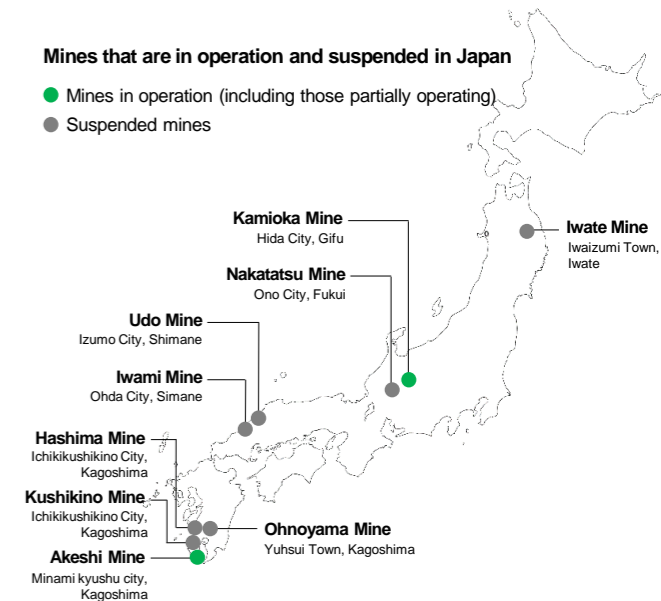 Mines that are in operation and suspended in Japan
Mines in operation (including those partially operating)
Suspended mines
Kamioka Mine
Hida City, Gifu
Iwate Mine
Iwaizumi Town,
Iwate
Nakatatsu Mine
Ono City, Fukui
Udo Mine
Izumo City, Shimane
Iwami Mine
Ohda City, Simane
Hashima Mine
Ichikikushikino City,
Kagoshima
Kushikino Mine
Ichikikushikino City,
Kagoshima
Ohnoyama Mine
Yuhsui Town, Kagoshima
Akeshi Mine
Minami kyushu city,
Kagoshima